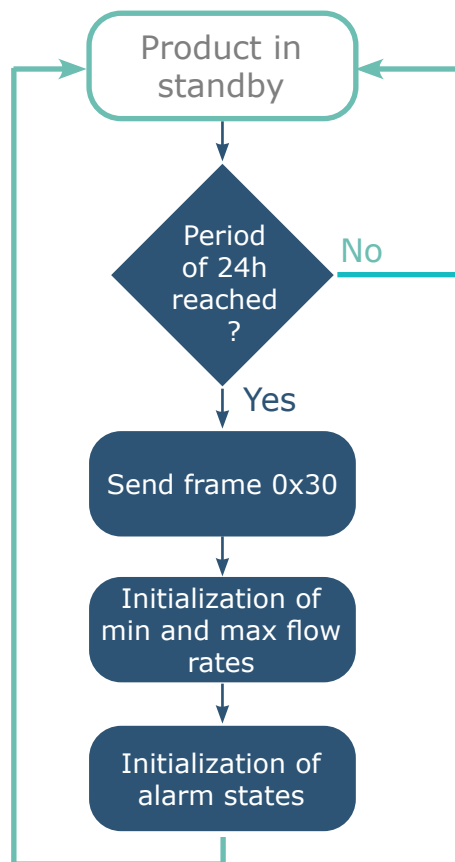 Product in
standby
Period
of 24h
reached
?
No
Yes
Send frame 0x30
Initialization of
min and max flow
rates
Initialization of
alarm states